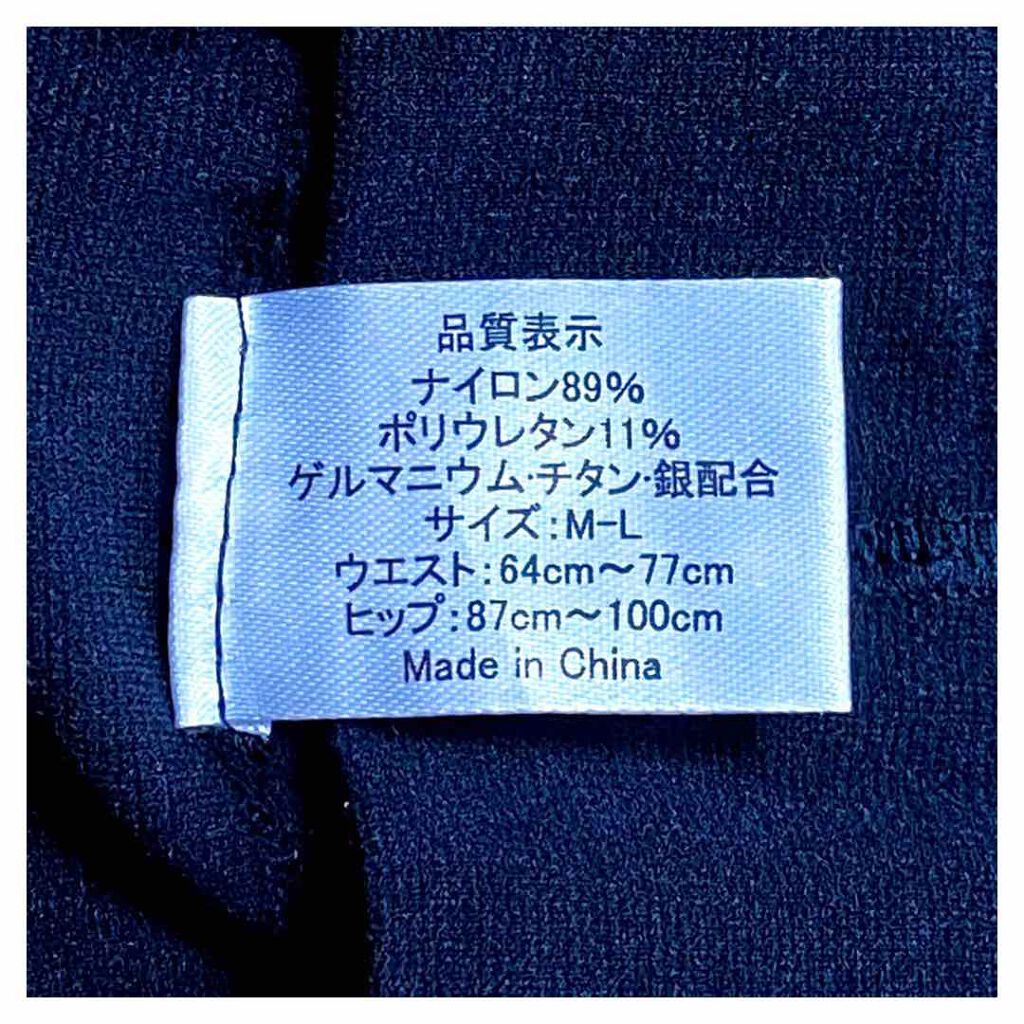 品質表示
ナイロン89%
ポリウレタン11%
ゲルマニウム・チタン・銀配合
サイズ:M-L
ウエスト:64cm～77cm
ヒップ:87cm～100cm
Made in China